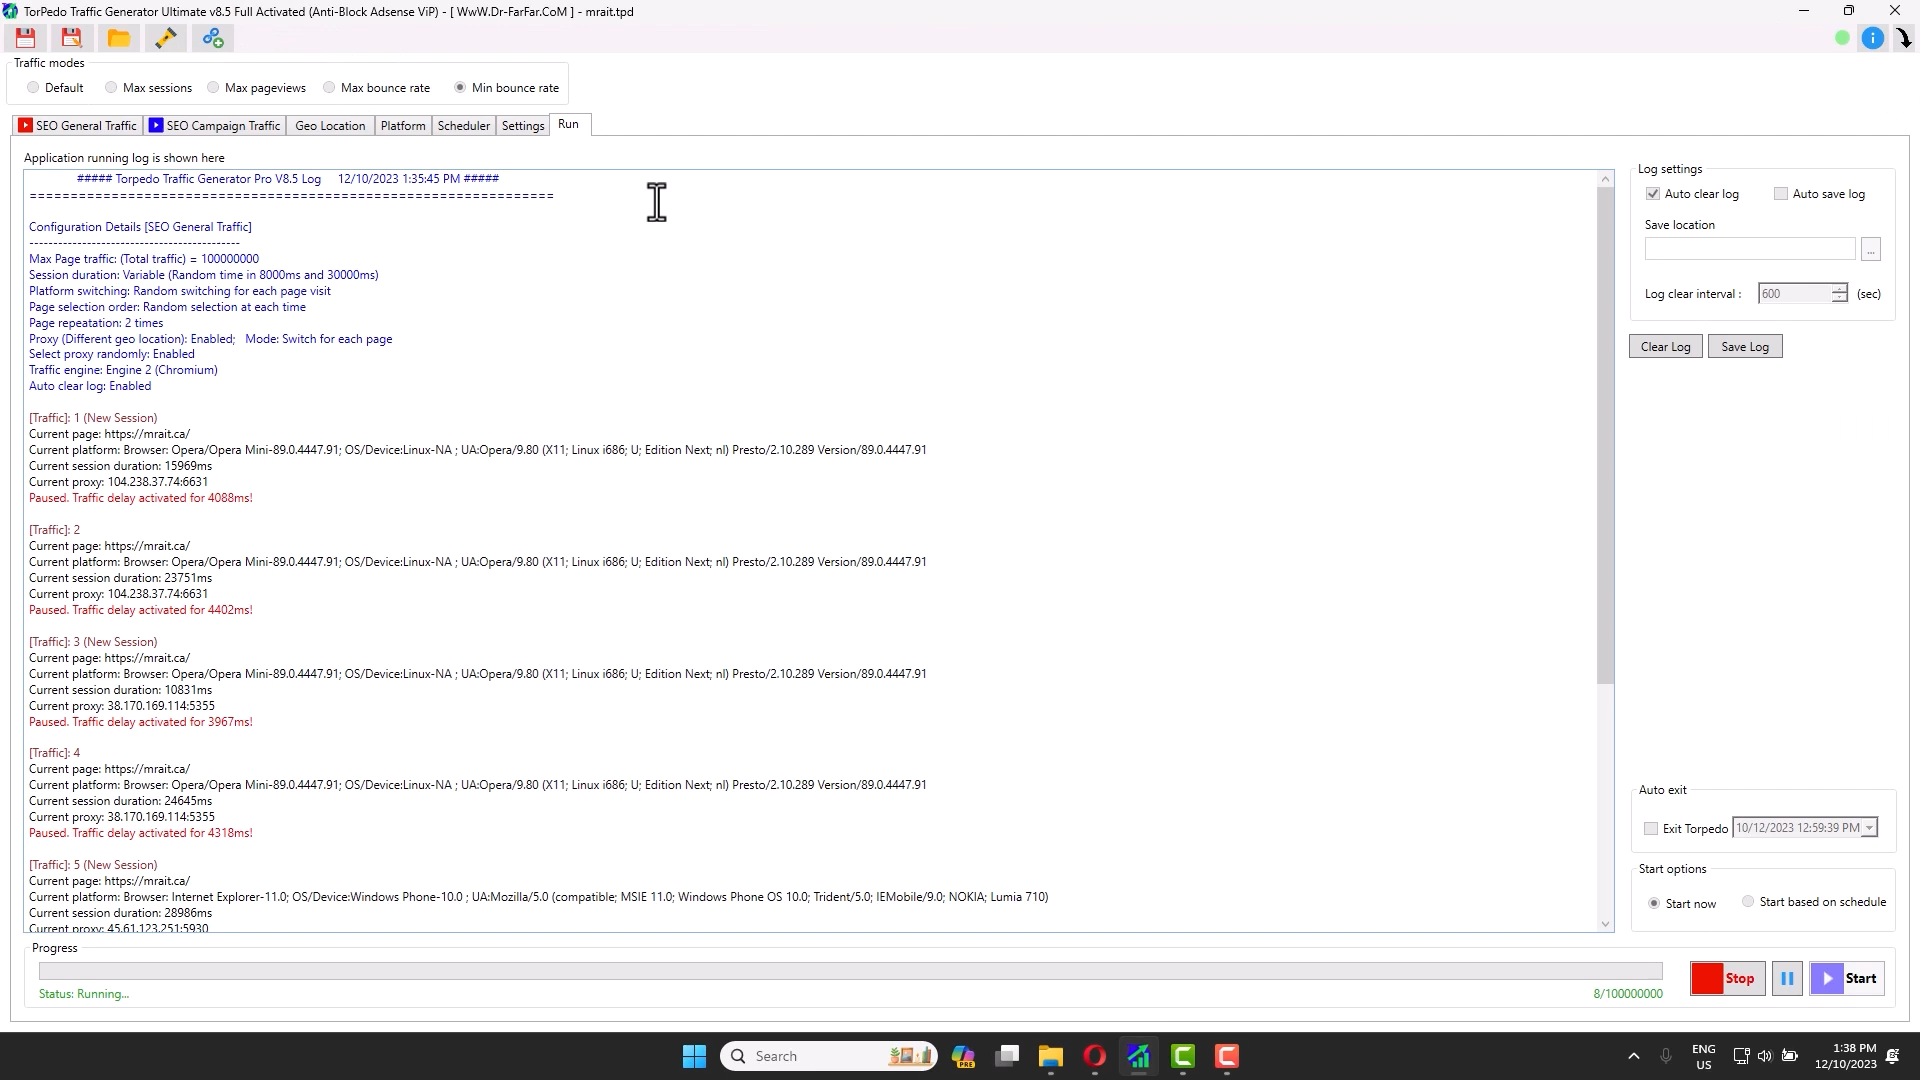 TorPedo Traffic Generator Ultimate v8.5 Full Activated (Anti-Block Adsense ViP) - [ WwW.Dr-FarFar.CoM ] - mrait.tpd
Traffic modes
Default Max sessions Max pageviews Max bounce rate Min bounce rate
SEO General Traffic SEO Campaign Traffic Geo Location Platform Scheduler Settings Run
Application running log is shown here
##### Torpedo Traffic Generator Pro V8.5 Log 12/10/2023 1:35:45 PM #####
Configuration Details [SEO General Traffic]
Max Page traffic: (Total traffic) = 100000000
Session duration: Variable (Random time in 8000ms and 30000ms)
Platform switching: Random switching for each page visit
Page selection order: Random selection at each time
Page repeatation: 2 times
Proxy (Different geo location): Enabled; Mode: Switch for each page
Select proxy randomly: Enabled
Traffic engine: Engine 2 (Chromium)
Auto clear log: Enabled
[Traffic]: 1 (New Session)
Current page: https://mrait.ca/
Current platform: Browser: Opera/Opera Mini-89.0.4447.91; OS/Device:Linux-NA ; UA:Opera/9.80 (X11; Linux i686; U; Edition Next; nl) Presto/2.10.289 Version/89.0.4447.91
Current session duration: 15969ms
Current proxy: 104.238.37.74:6631
Paused. Traffic delay activated for 4088ms!
[Traffic]: 2
Current page: https://mrait.ca/
Current platform: Browser: Opera/Opera Mini-89.0.4447.91; OS/Device:Linux-NA ; UA:Opera/9.80 (X11; Linux i686; U; Edition Next; nl) Presto/2.10.289 Version/89.0.4447.91
Current session duration: 23751ms
Current proxy: 104.238.37.74:6631
Paused. Traffic delay activated for 4402ms!
[Traffic]: 3 (New Session)
Current page: https://mrait.ca/
Current platform: Browser: Opera/Opera Mini-89.0.4447.91; OS/Device:Linux-NA ; UA:Opera/9.80 (X11; Linux i686; U; Edition Next; nl) Presto/2.10.289 Version/89.0.4447.91
Current session duration: 10831ms
Current proxy: 38.170.169.114:5355
Paused. Traffic delay activated for 3967ms!
[Traffic]: 4
Current page: https://mrait.ca/
Current platform: Browser: Opera/Opera Mini-89.0.4447.91; OS/Device:Linux-NA ; UA:Opera/9.80 (X11; Linux i686; U; Edition Next; nl) Presto/2.10.289 Version/89.0.4447.91
Current session duration: 24645ms
Current proxy: 38.170.169.114:5355
Paused. Traffic delay activated for 4318ms!
[Traffic]: 5 (New Session)
Current page: https://mrait.ca/
Current platform: Browser: Internet Explorer-11.0; OS/Device:Windows Phone-10.0 ; UA:Mozilla/5.0 (compatible; MSIE 11.0; Windows Phone OS 10.0; Trident/5.0; IEMobile/9.0; NOKIA; Lumia 710)
Current session duration: 28986ms
Current proxy: 45.61.123.251:5930
Log settings
Auto clear log Auto save log
Save location
...
Log clear interval : 600 (sec)
Clear Log Save Log
Auto exit
Exit Torpedo 10/12/2023 12:59:39 PM
Start options
Start now Start based on schedule
Progress
Status: Running...
8/100000000
Stop Start
Search
PRE
ENG
US
1:38 PM
12/10/2023